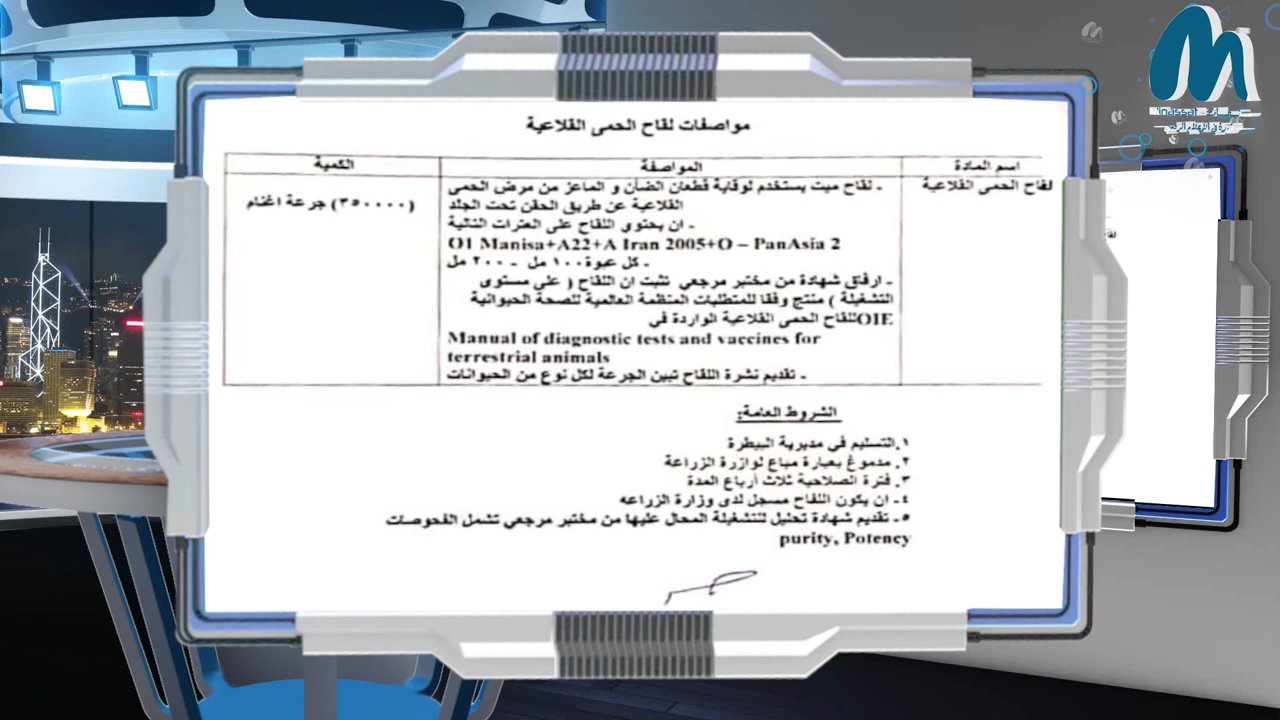 مواصفات لقاح الحمى القلاعية
اسم المادة
المواصفة
الكمية
لقاح الحمى القلاعية
- لقاح ميت يستخدم لوقاية قطعان الضأن و الماعز من مرض الحمى
القلاعية عن طريق الحقن تحت الجلد
- ان يحتوي اللقاح على العترات التالية
O1 Manisa+A22+A Iran 2005+O – PanAsia 2
- كل عبوة ١٠٠ مل - ٢٠٠ مل
- ارفاق شهادة من مختبر مرجعي تثبت ان اللقاح ( على مستوى
التشغيلة ) منتج وفقا للمتطلبات المنظمة العالمية للصحة الحيوانية
OIE للقاح الحمى القلاعية الواردة في
Manual of diagnostic tests and vaccines for
terrestrial animals
- تقديم نشرة اللقاح تبين الجرعة لكل نوع من الحيوانات
(٣٥٠٠٠٠) جرعة اغنام
الشروط العامة:
١. التسليم في مديرية البيطرة
٢. مدموغ بعبارة مباع لوازرة الزراعة
٣. فترة الصلاحية ثلاث أرباع المدة
٤- ان يكون اللقاح مسجل لدى وزارة الزراعه
٥- تقديم شهادة تحليل للتشغيلة المحال عليها من مختبر مرجعي تشمل الفحوصات
purity, Potency